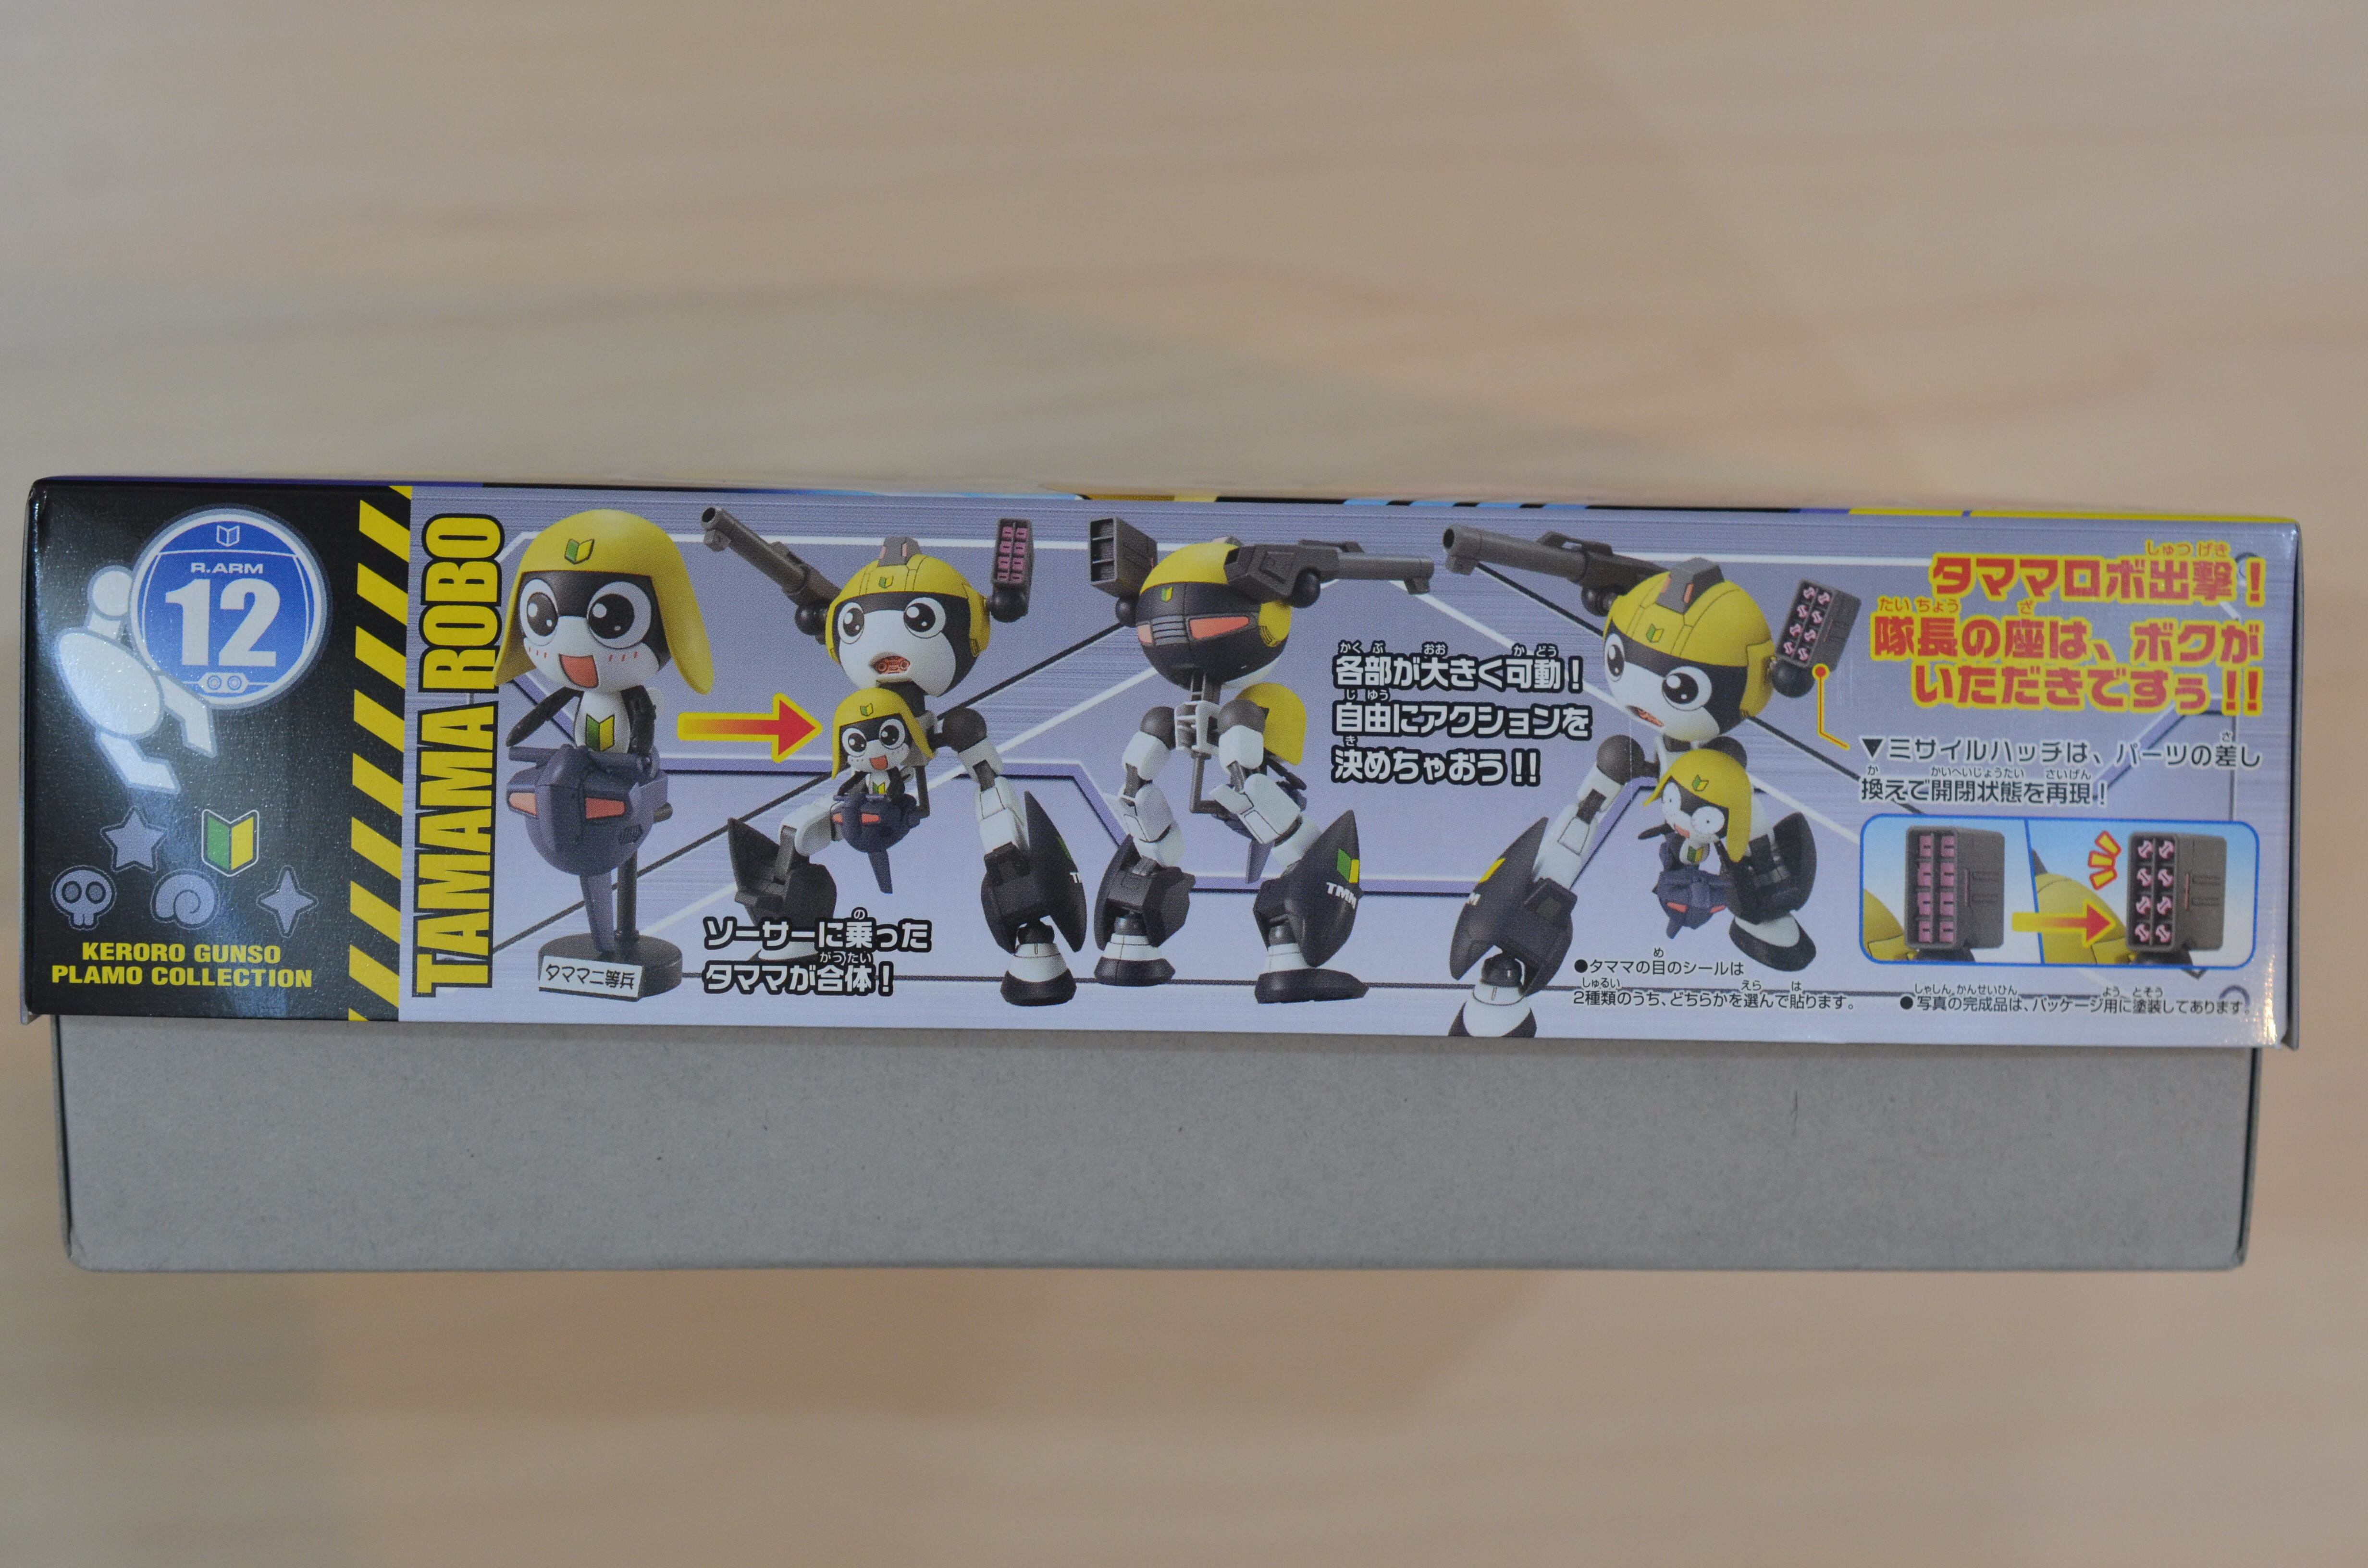 R.ARM
12
KERORO GUNSO
PLAMO COLLECTION
TAMAMA ROBO
タママ二等兵
ソーサーに乗った
タママが合体！
各部が大きく可動！
自由にアクションを
決めちゃおう!!
TMM
●タママの目のシールは
2種類のうち、どちらかを選んで貼ります。
タママロボ出撃！
隊長の座は、ボクが
いただきですぅ!!
▼ミサイルハッチは、パーツの差し
換えで開閉状態を再現！
●写真の完成品は、パッケージ用に塗装してあります。